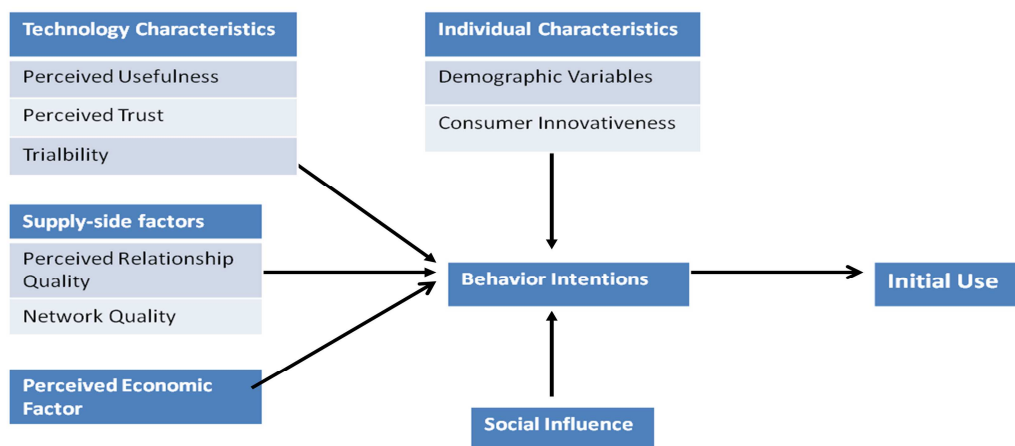 Technology Characteristics
Perceived Usefulness
Perceived Trust
Trialbility
Individual Characteristics
Demographic Variables
Consumer Innovativeness
Supply-side factors
Perceived Relationship
Quality
Network Quality
Perceived Economic
Factor
Behavior Intentions
Initial Use
Social Influence